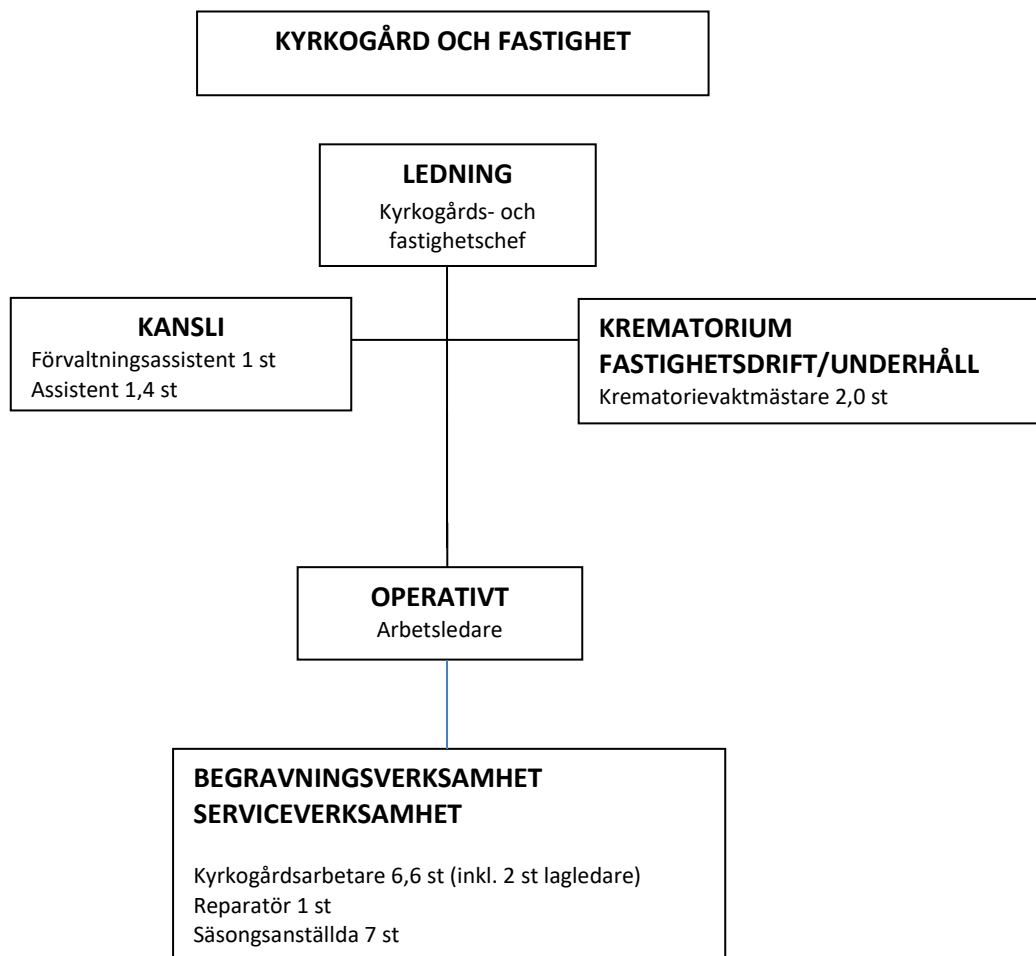 KYRKOGÅRD OCH FASTIGHET
LEDNING
Kyrkogårds- och
fastighetschef
KANSLI
Förvaltningsassistent 1 st
Assistent 1,4 st
KREMATORIUM
FASTIGHETSDRIFT/UNDERHÅLL
Krematorievaktmästare 2,0 st
OPERATIVT
Arbetsledare
BEGRAVNINGSVERKSAMHET
SERVICEVERKSAMHET
Kyrkogårdsarbetare 6,6 st (inkl. 2 st lagledare)
Reparatör 1 st
Säsongsanställda 7 st